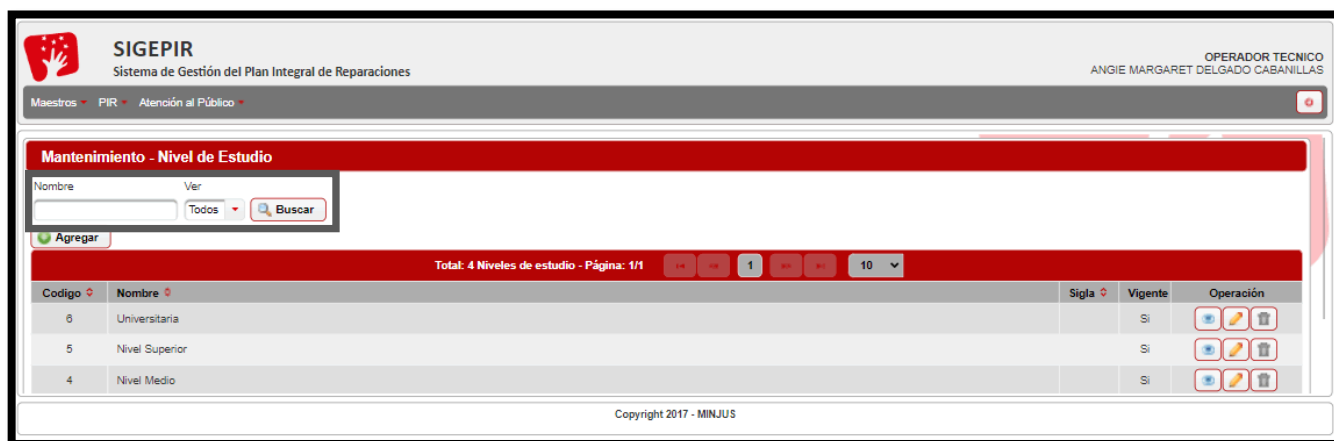 SIGEPIR
Sistema de Gestión del Plan Integral de Reparaciones
OPERADOR TECNICO
ANGIE MARGARET DELGADO CABANILLAS
Maestros PIR Atención al Público
Mantenimiento - Nivel de Estudio
Nombre Ver
Todos Buscar
Agregar
Total: 4 Niveles de estudio - Página: 1/1 1 10
Codigo Nombre Sigla Vigente Operación
6 Universitaria Si
5 Nivel Superior Si
4 Nivel Medio Si
Copyright 2017 - MINJUS